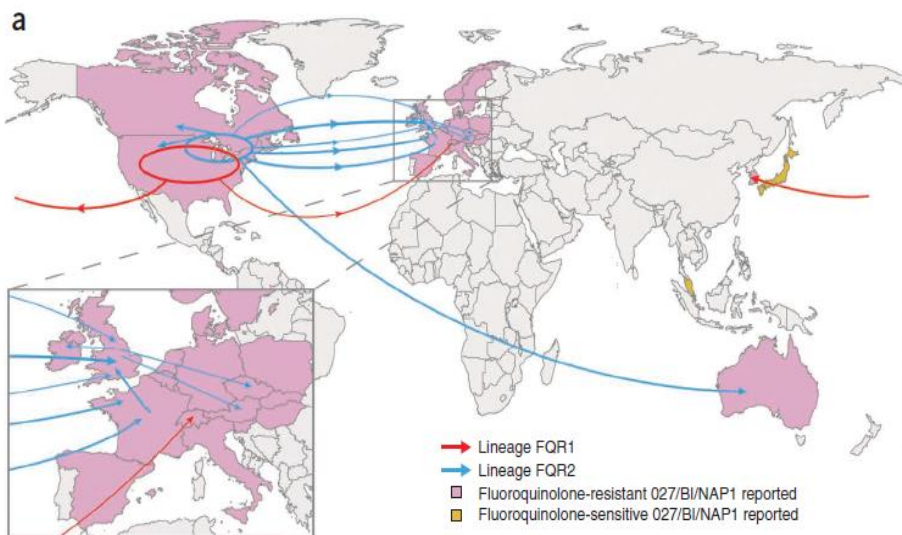 a
Lineage FQR1
Lineage FQR2
Fluoroquinolone-resistant 027/BI/NAP1 reported
Fluoroquinolone-sensitive 027/BI/NAP1 reported